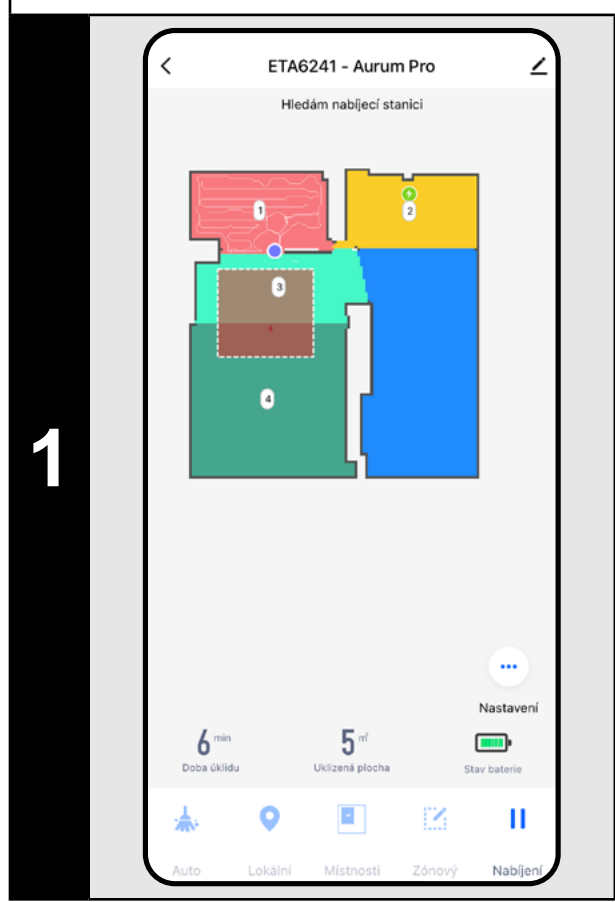 1
ETA6241 - Aurum Pro
Hledám nabíjecí stanici
1
2
3
4
Nastavení
6 min
5 m²
Doba úklidu
Uklizená plocha
Stav baterie
Auto
Lokální
Místnosti
Zónový
Nabíjení